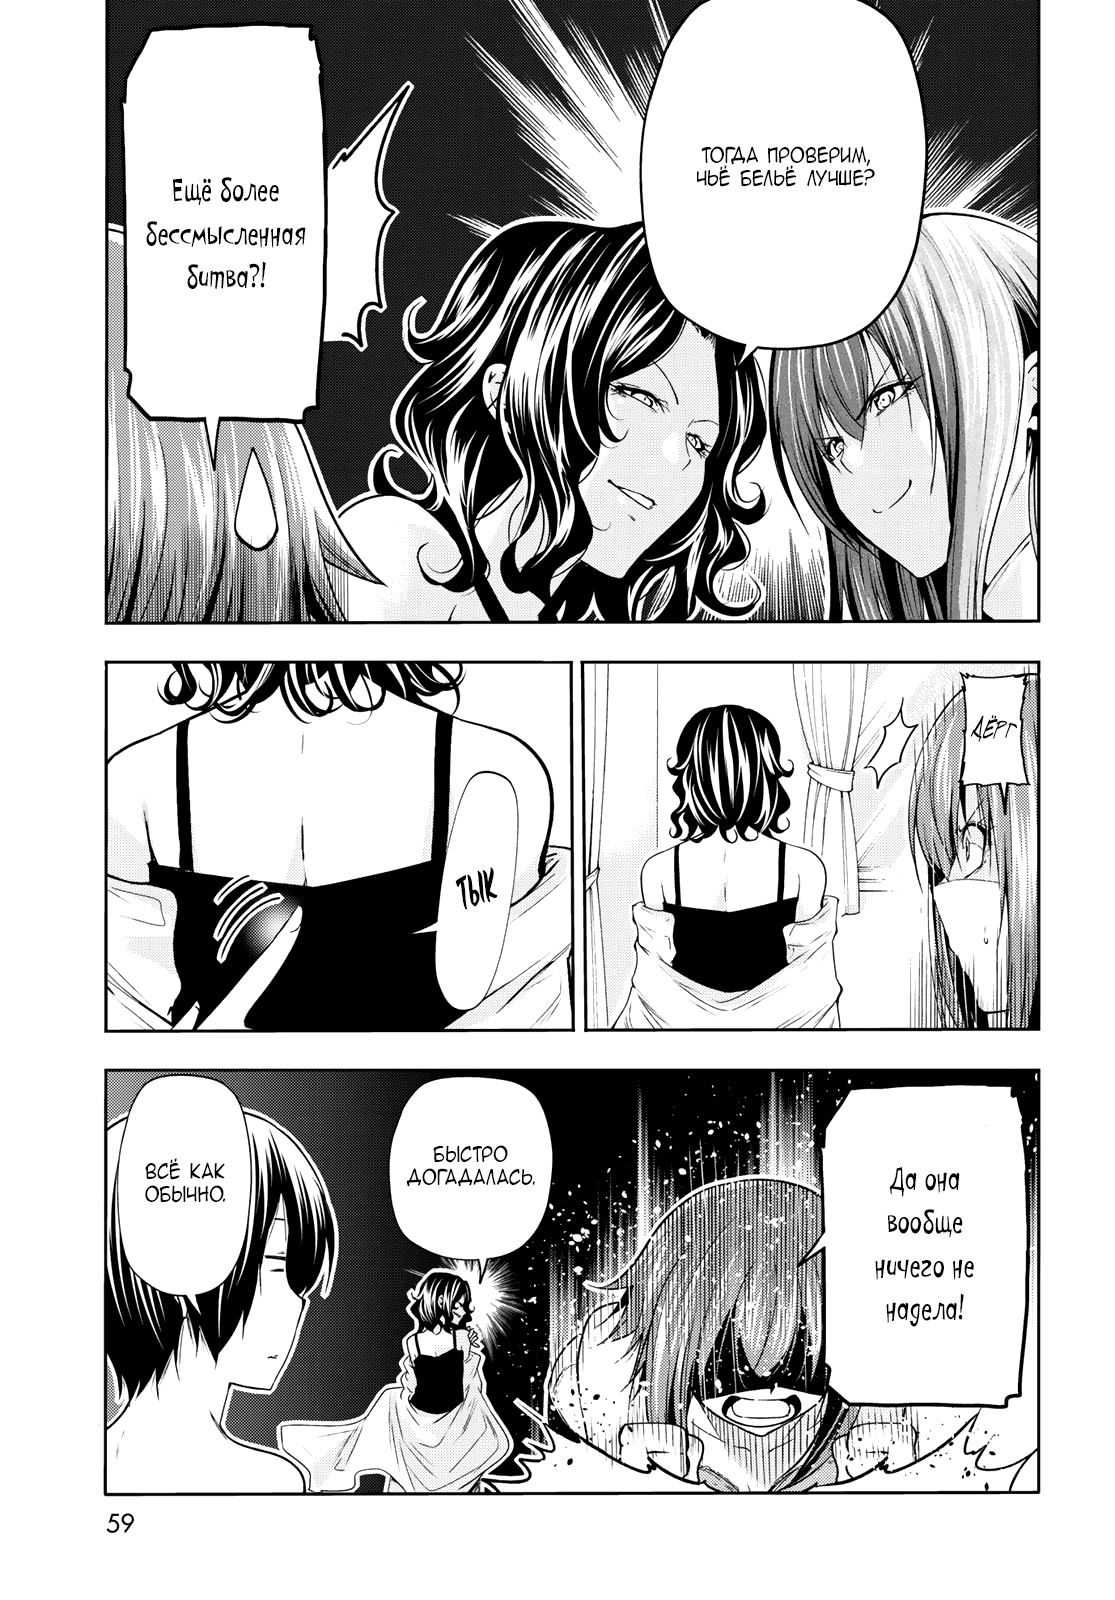 ТОГДА ПРОВЕРИМ,
ЧЬЁ БЕЛЬЁ ЛУЧШЕ?
Ещё более
бессмысленная
битва?!
ДЁРГ
ТЫК
Да она
вообще
ничего не
надела!
БЫСТРО
ДОГАДАЛАСЬ.
ВСЁ КАК
ОБЫЧНО.
59